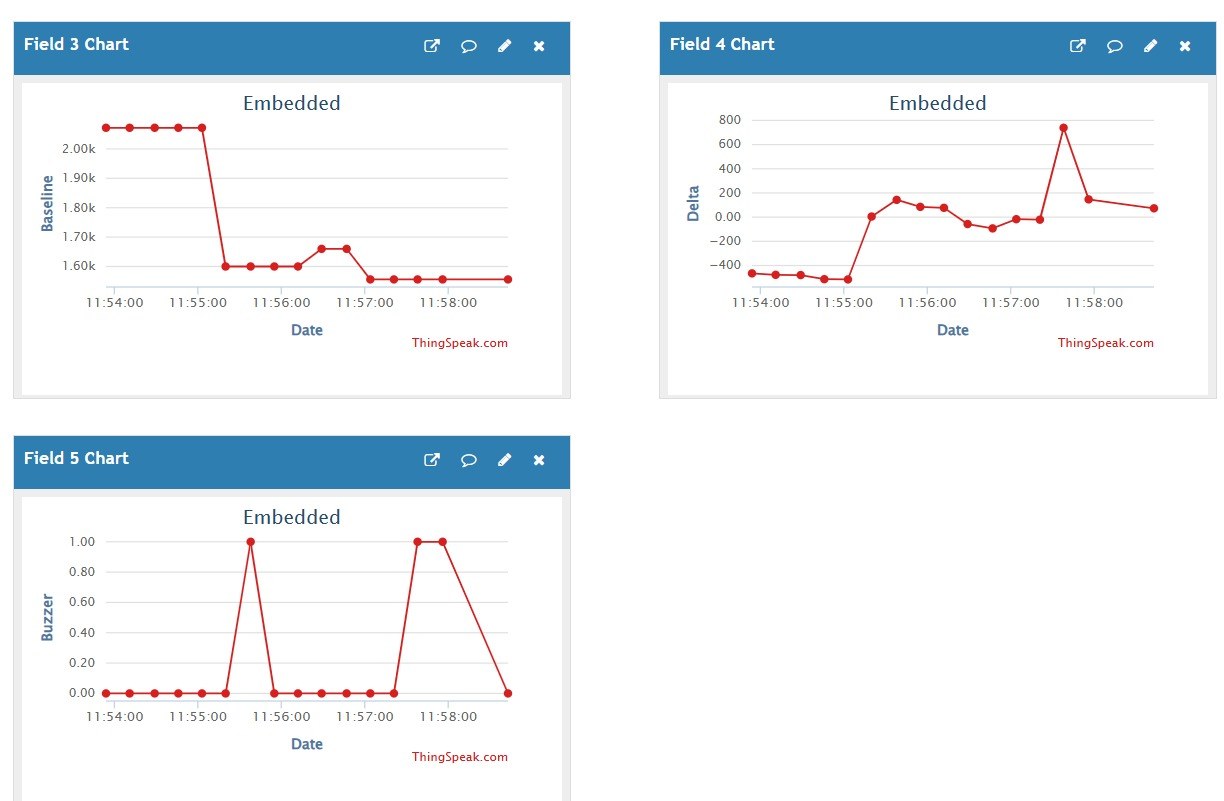 Field 3 Chart
Embedded
2.00k
1.90k
1.80k
1.70k
1.60k
Baseline
11:54:00 11:55:00 11:56:00 11:57:00 11:58:00
Date
ThingSpeak.com
Field 4 Chart
Embedded
800
600
400
200
0.00
−200
−400
Delta
11:54:00 11:55:00 11:56:00 11:57:00 11:58:00
Date
ThingSpeak.com
Field 5 Chart
Embedded
1.00
0.80
0.60
0.40
0.20
0.00
Buzzer
11:54:00 11:55:00 11:56:00 11:57:00 11:58:00
Date
ThingSpeak.com